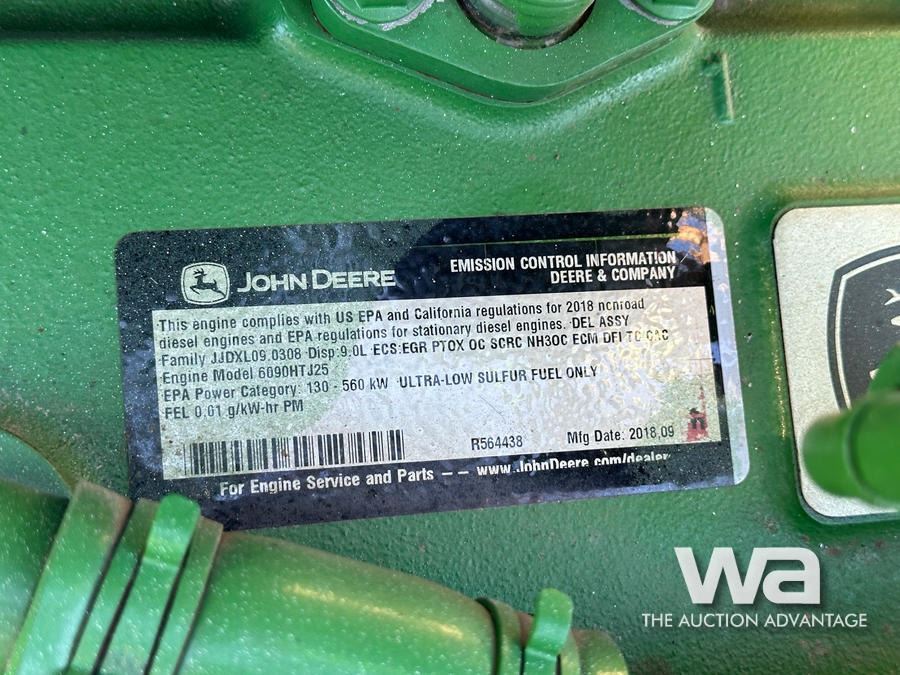 JOHN DEERE
EMISSION CONTROL INFORMATION
DEERE & COMPANY
This engine complies with US EPA and California regulations for 2018 nonroad
diesel engines and EPA regulations for stationary diesel engines. DEL ASSY
Family JJDXL09.0308 Disp:9.0L ECS:EGR PTOX OC SCRC NH3OC ECM DFI TC CAC
Engine Model 6090HTJ25
EPA Power Category: 130 - 560 kW ULTRA-LOW SULFUR FUEL ONLY
FEL 0.01 g/kW-hr PM
R564438 Mfg Date: 2018.09
For Engine Service and Parts -- www.JohnDeere.com/dealer
wa
THE AUCTION ADVANTAGE